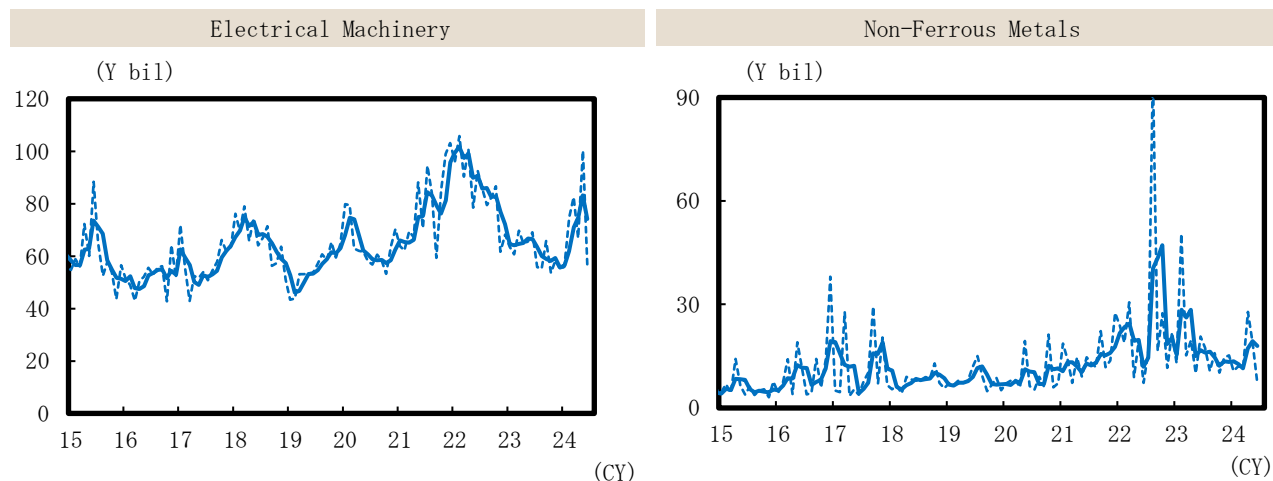 Electrical Machinery
(Y bil)
120
100
80
60
40
20
0
15 16 17 18 19 20 21 22 23 24
(CY)
Non-Ferrous Metals
(Y bil)
90
60
30
0
15 16 17 18 19 20 21 22 23 24
(CY)